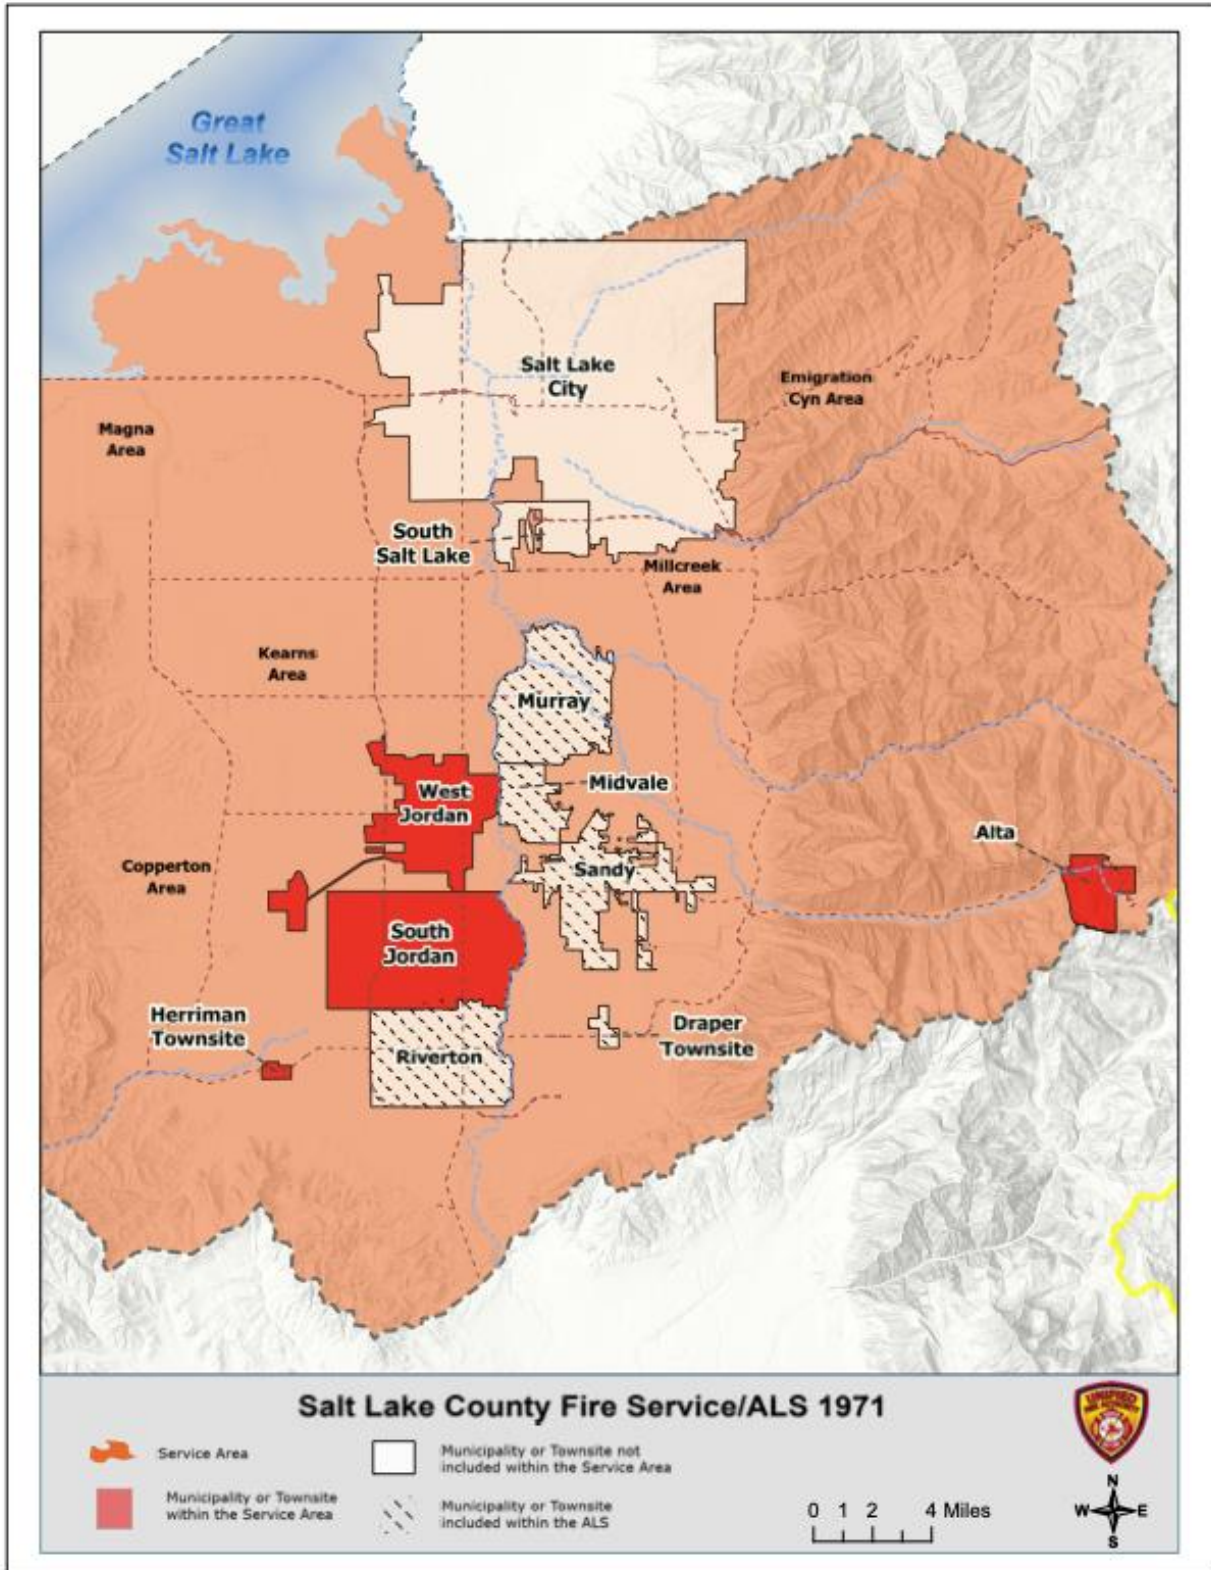 Great
Salt Lake
Salt Lake
City
Emigration
Cyn Area
Magna
Area
South
Salt Lake
Millcreek
Area
Kearns
Area
Murray
Midvale
West
Jordan
Alta
Sandy
Copperton
Area
South
Jordan
Herriman
Townsite
Draper
Townsite
Riverton
Salt Lake County Fire Service/ALS 1971
Service Area
Municipality or Townsite not
included within the Service Area
Municipality or Townsite
within the Service Area
Municipality or Townsite
included within the ALS
0 1 2 4 Miles
UNIFIED
N
W E
S